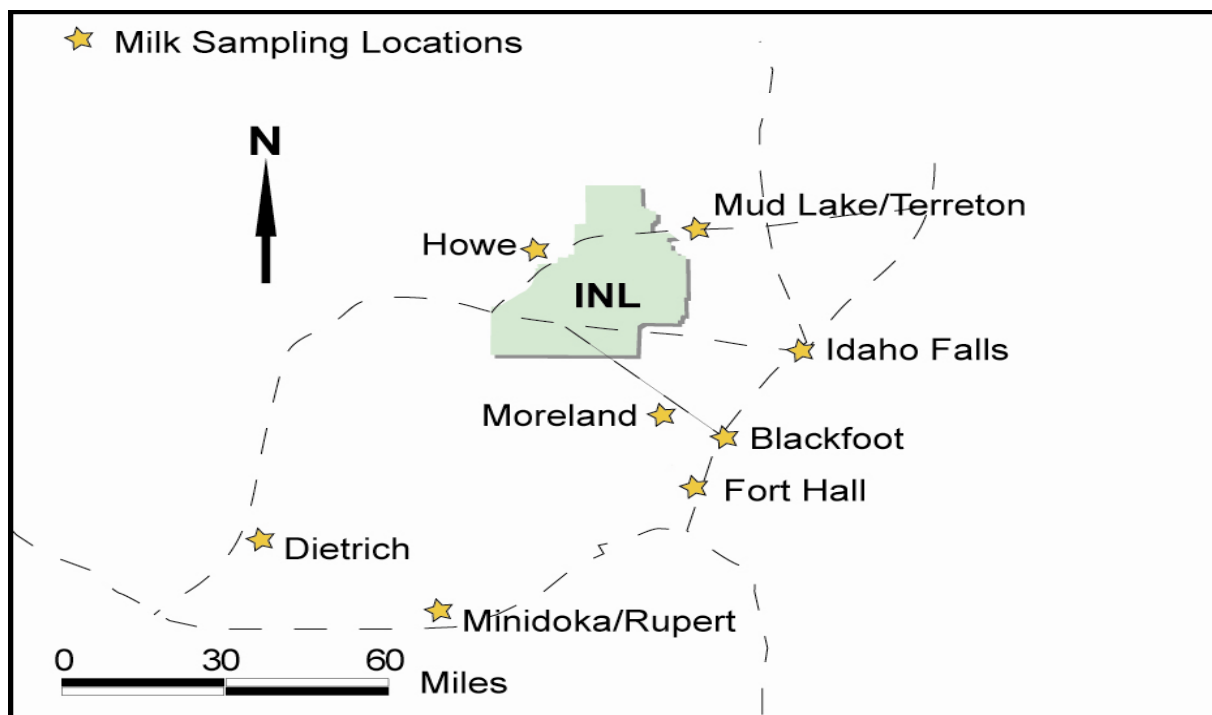 Milk Sampling Locations
N
Mud Lake/Terreton
Howe
INL
Idaho Falls
Moreland
Blackfoot
Fort Hall
Dietrich
Minidoka/Rupert
0 30 60
Miles